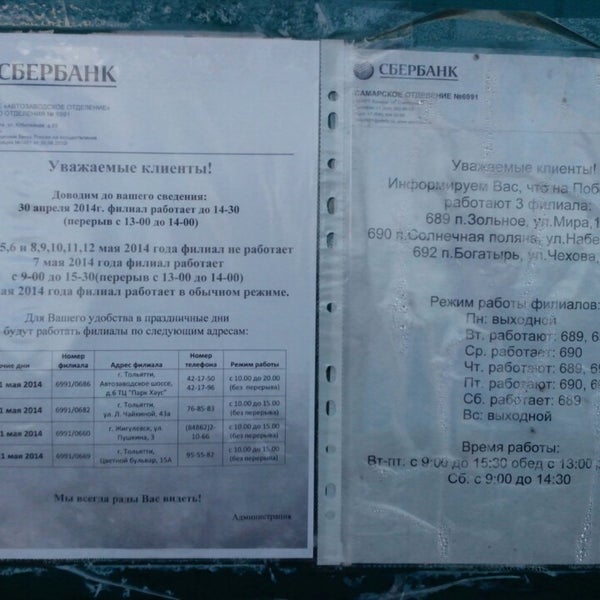 СБЕРБАНК
«АВТОЗАВОДСКОЕ ОТДЕЛЕНИЕ»
ОТДЕЛЕНИЯ № 6991
Уважаемые клиенты!
Доводим до вашего сведения:
30 апреля 2014г. филиал работает до 14-30
(перерыв с 13-00 до 14-00)
5,6 и 8,9,10,11,12 мая 2014 года филиал не работает
7 мая 2014 года филиал работает
с 9-00 до 15-30(перерыв с 13-00 до 14-00)
2014 года филиал работает в обычном режиме.
Для Вашего удобства в праздничные дни
будут работать филиалы по следующим адресам:
дни Номер филиала Адрес филиала Номер телефона Режим работы
1 мая 2014 6991/0686 г. Тольятти, Автозаводское шоссе, д.6 ТЦ "Парк Хаус" 42-17-50 42-17-96 с 10.00 до 20.00 (без перерыва)
1 мая 2014 6991/0682 г. Тольятти, ул. Л. Чайкиной, 43а 76-85-83 с 10.00 до 15.00 (без перерыва)
1 мая 2014 6991/0660 г. Жигулевск, ул. Пушкина, 3 (84862)2-10-66 с 10.00 до 15.00 (без перерыва)
1 мая 2014 6991/0669 г. Тольятти, Цветной бульвар, 15А 95-55-82 с 10.00 до 15.00 (без перерыва)
Мы всегда рады Вас видеть!
Администрация
СБЕРБАНК
САМАРСКОЕ ОТДЕЛЕНИЕ №6991
Уважаемые клиенты!
Информируем Вас, что на
работают 3 филиала:
689 п.Зольное, ул.Мира,
690 п.Солнечная поляна,
692 п.Богатырь, ул.Чехова,
Режим работы филиалов:
Пн: выходной
Вт. работают: 689,
Ср. работает: 690
Чт. работают: 689,
Пт. работают: 690,
Сб. работает: 689
Вс: выходной
Время работы:
Вт-пт: с 9:00 до 15:30 обед с 13:00
Сб. с 9:00 до 14:30